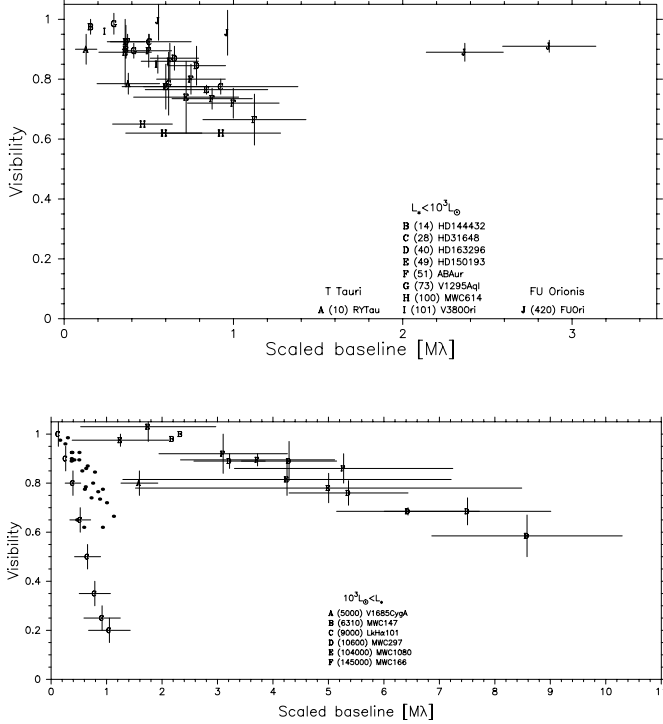 1
0.8
0.6
0.4
0.2
0
Visibility
L*<10³L☉
B (14) HD144432
C (28) HD31648
D (40) HD163296
E (49) HD150193
F (51) ABAur
G (73) V1295Aql
H (100) MWC614
I (101) V380Ori
T Tauri
A (10) RYTau
FU Orionis
J (420) FUOri
0 1 2 3
Scaled baseline [Mλ]
1
0.8
0.6
0.4
0.2
0
Visibility
10³L☉<L*
A (5000) V1685CygA
B (6310) MWC147
C (9000) LkHα101
D (10600) MWC297
E (104000) MWC1080
F (145000) MWC166
0 1 2 3 4 5 6 7 8 9 10 1
Scaled baseline [Mλ]